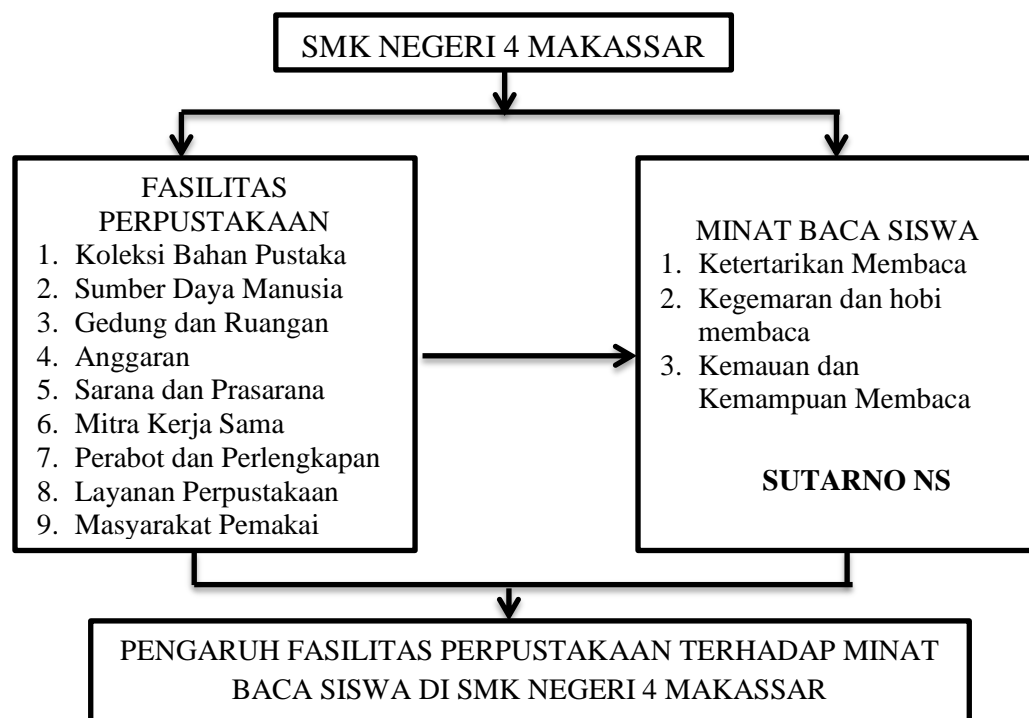 SMK NEGERI 4 MAKASSAR
FASILITAS
PERPUSTAKAAN
1. Koleksi Bahan Pustaka
2. Sumber Daya Manusia
3. Gedung dan Ruangan
4. Anggaran
5. Sarana dan Prasarana
6. Mitra Kerja Sama
7. Perabot dan Perlengkapan
8. Layanan Perpustakaan
9. Masyarakat Pemakai
MINAT BACA SISWA
1. Ketertarikan Membaca
2. Kegemaran dan hobi
membaca
3. Kemauan dan
Kemampuan Membaca
SUTARNO NS
PENGARUH FASILITAS PERPUSTAKAAN TERHADAP MINAT
BACA SISWA DI SMK NEGERI 4 MAKASSAR